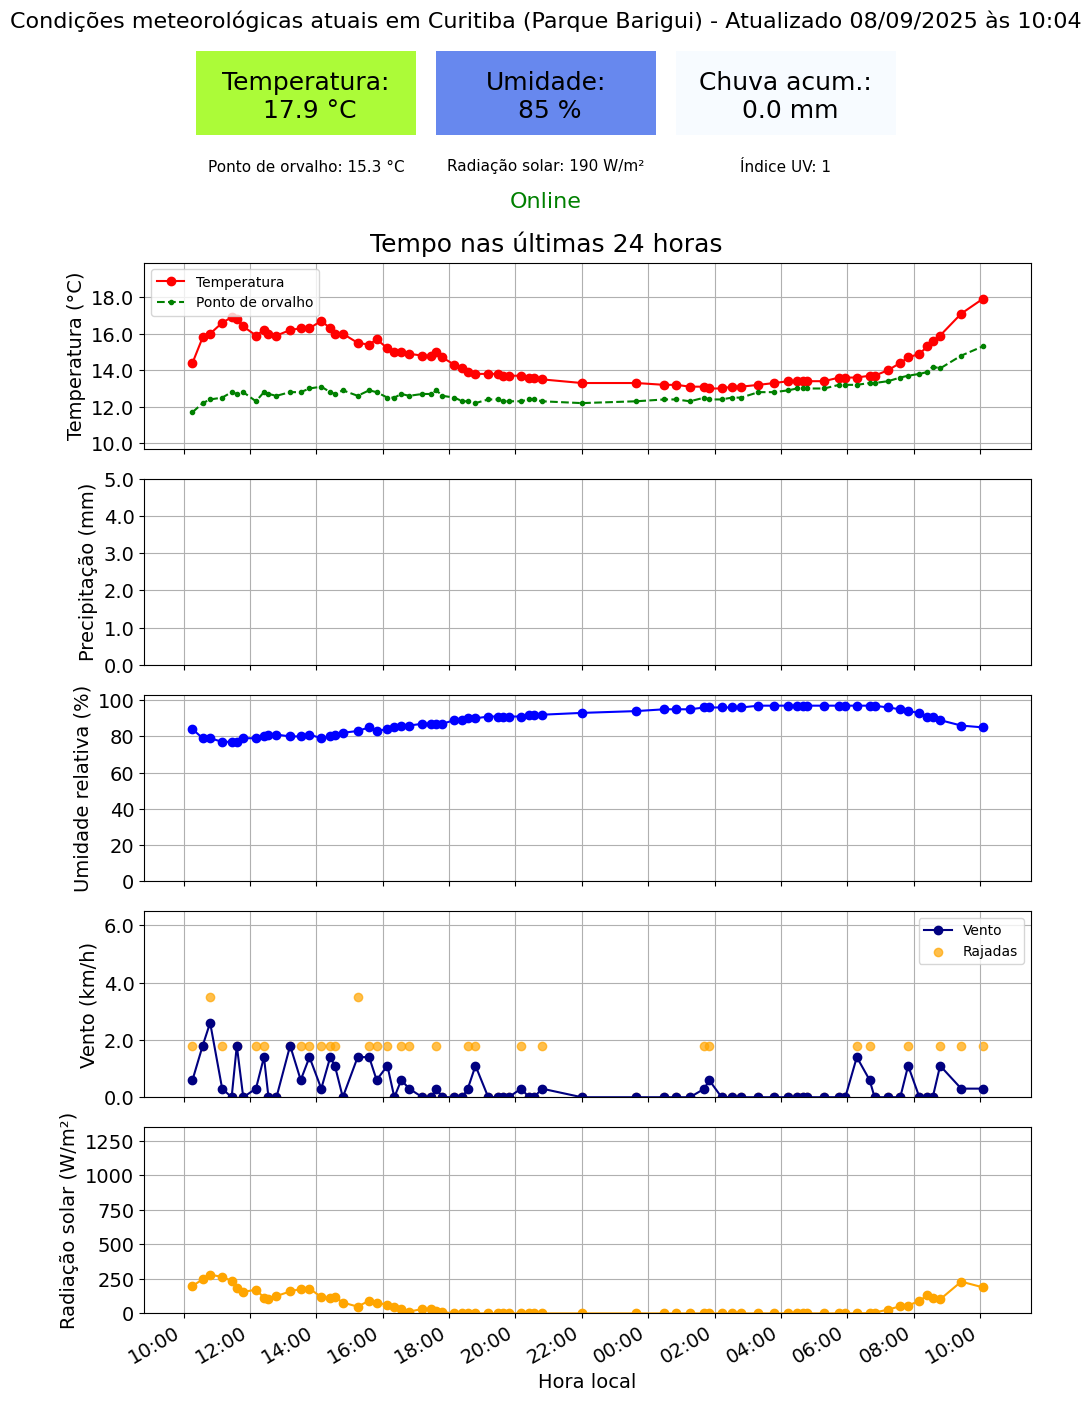 Condições meteorológicas atuais em Curitiba (Parque Barigui) - Atualizado 08/09/2025 às 10:04
Temperatura:
17.9 °C
Umidade:
85 %
Chuva acum.:
0.0 mm
Ponto de orvalho: 15.3 °C
Radiação solar: 190 W/m²
Índice UV: 1
Online
Tempo nas últimas 24 horas
Temperatura (°C)
18.0
16.0
14.0
12.0
10.0
Temperatura
Ponto de orvalho
Precipitação (mm)
5.0
4.0
3.0
2.0
1.0
0.0
Umidade relativa (%)
100
80
60
40
20
0
Vento (km/h)
6.0
4.0
2.0
0.0
Vento
Rajadas
Radiação solar (W/m²)
1250
1000
750
500
250
0
10:00
12:00
14:00
16:00
18:00
20:00
22:00
00:00
02:00
04:00
06:00
08:00
10:00
Hora local